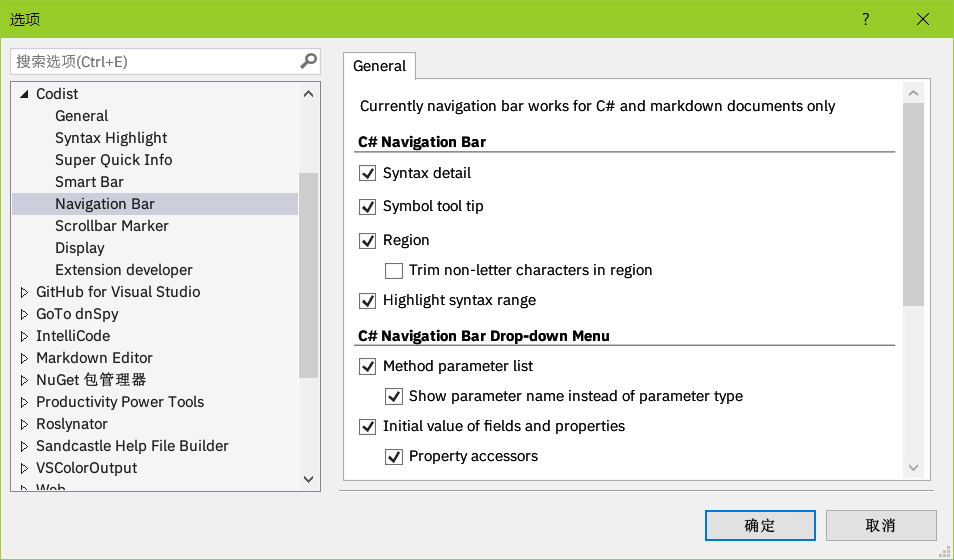 选项
?
搜索选项(Ctrl+E)
Codist
General
Syntax Highlight
Super Quick Info
Smart Bar
Navigation Bar
Scrollbar Marker
Display
Extension developer
GitHub for Visual Studio
GoTo dnSpy
IntelliCode
Markdown Editor
NuGet 包管理器
Productivity Power Tools
Roslynator
Sandcastle Help File Builder
VSColorOutput
Web
General
Currently navigation bar works for C# and markdown documents only
C# Navigation Bar
Syntax detail
Symbol tool tip
Region
Trim non-letter characters in region
Highlight syntax range
C# Navigation Bar Drop-down Menu
Method parameter list
Show parameter name instead of parameter type
Initial value of fields and properties
Property accessors
确定
取消